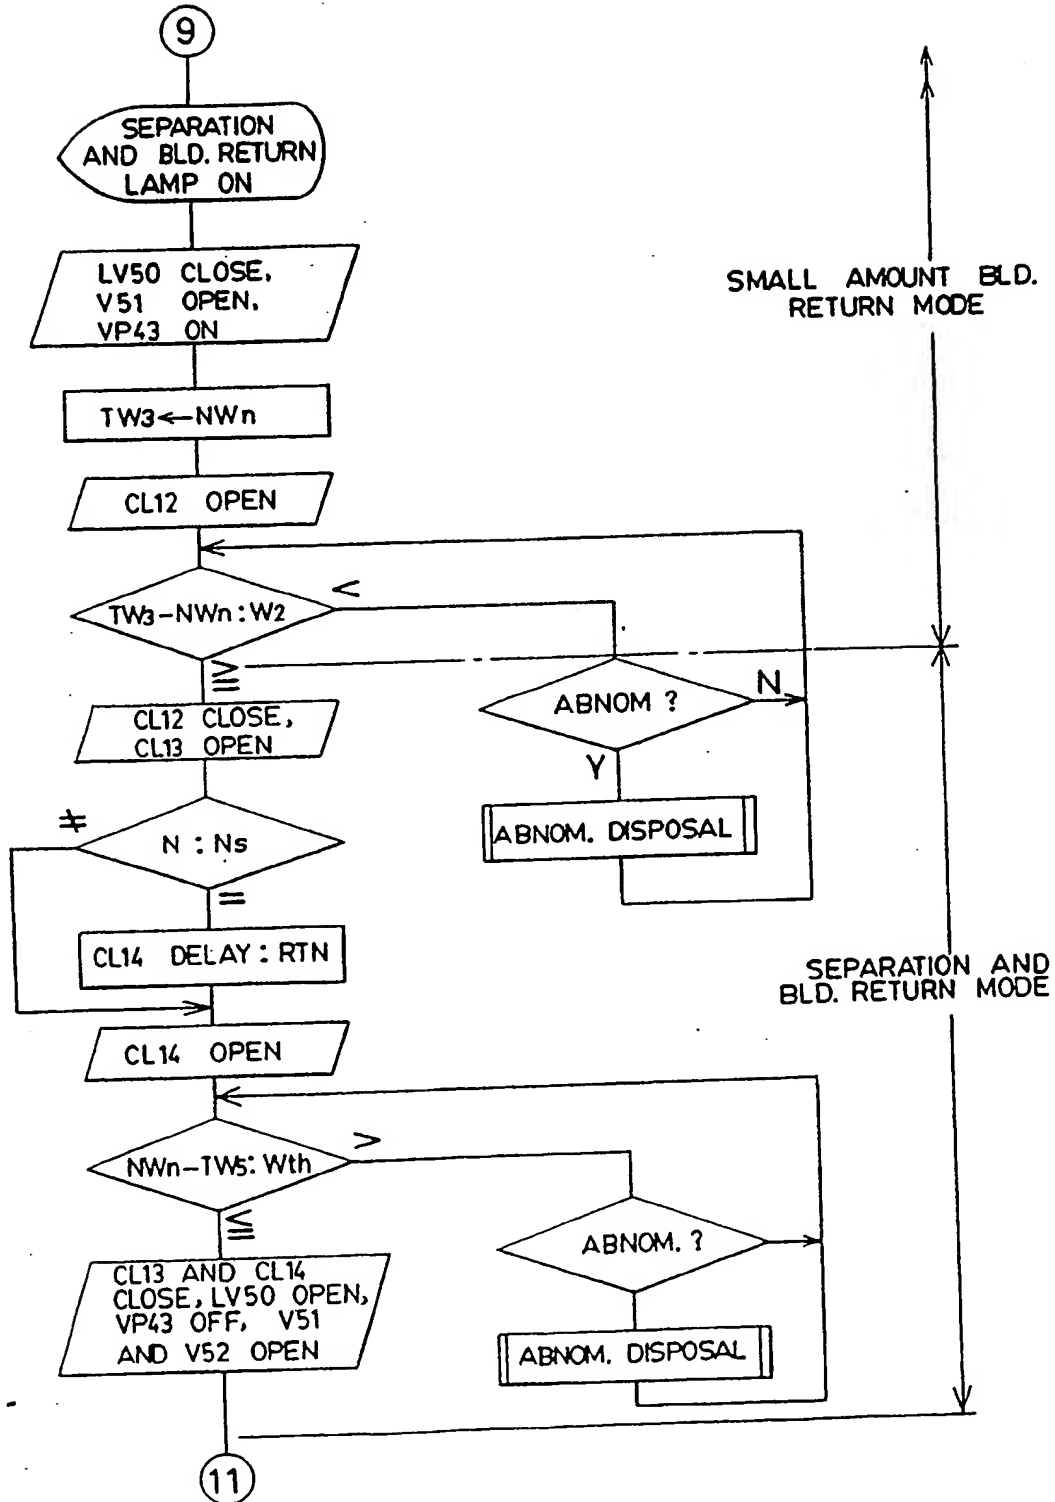 9
SEPARATION
AND BLD. RETURN
LAMP ON
LV50 CLOSE,
V51 OPEN,
VP43 ON
SMALL AMOUNT BLD.
RETURN MODE
TW3←NWn
CL12 OPEN
TW3-NWn:W2
<
≧
ABNOM ?
N
Y
CL12 CLOSE,
CL13 OPEN
ABNOM. DISPOSAL
N : Ns
≠
=
CL14 DELAY : RTN
SEPARATION AND
BLD. RETURN MODE
CL14 OPEN
NWn-TW5:Wth
>
≦
ABNOM. ?
CL13 AND CL14
CLOSE, LV50 OPEN,
VP43 OFF, V51
AND V52 OPEN
ABNOM. DISPOSAL
11